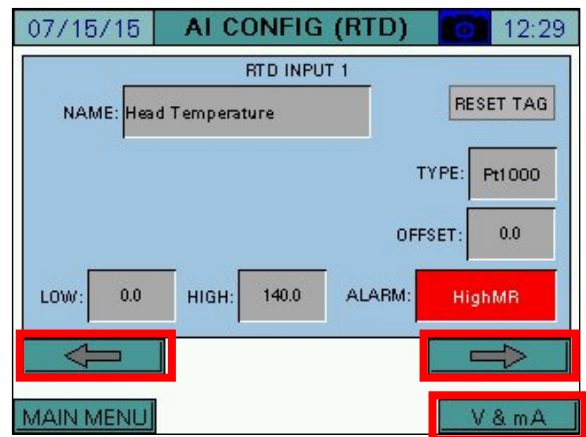 07/15/15 AI CONFIG (RTD) 12:29
RTD INPUT 1
NAME: Head Temperature RESET TAG
TYPE: Pt1000
OFFSET: 0.0
LOW: 0.0 HIGH: 140.0 ALARM: HighMR
MAIN MENU V & mA